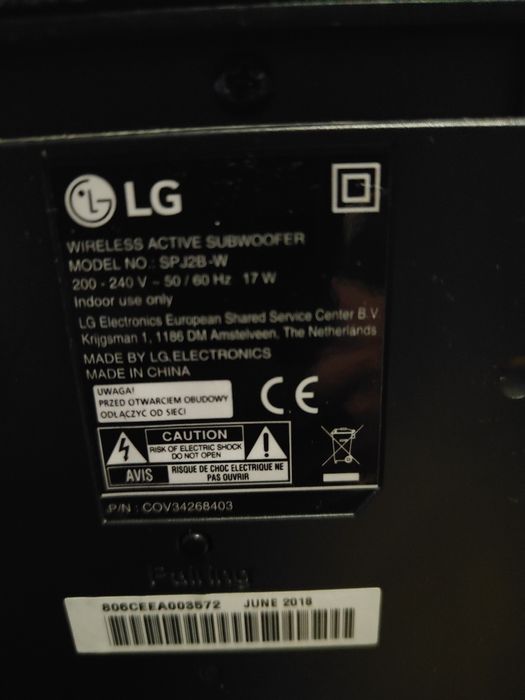 LG
WIRELESS ACTIVE SUBWOOFER
MODEL NO.: SPJ2B-W
200 - 240 V ~ 50 / 60 Hz 17 W
Indoor use only
LG Electronics European Shared Service Center B.V.
Krijgsman 1, 1186 DM Amstelveen, The Netherlands
MADE BY LG ELECTRONICS
MADE IN CHINA
UWAGA!
PRZED OTWARCIEM OBUDOWY
ODŁĄCZYC OD SIECI
CE
CAUTION
RISK OF ELECTRIC SHOCK
DO NOT OPEN
AVIS
RISQUE DE CHOC ELECTRIQUE NE
PAS OUVRIR
P/N : COV34268403
Pairing
806CEEA003572 JUNE 2018